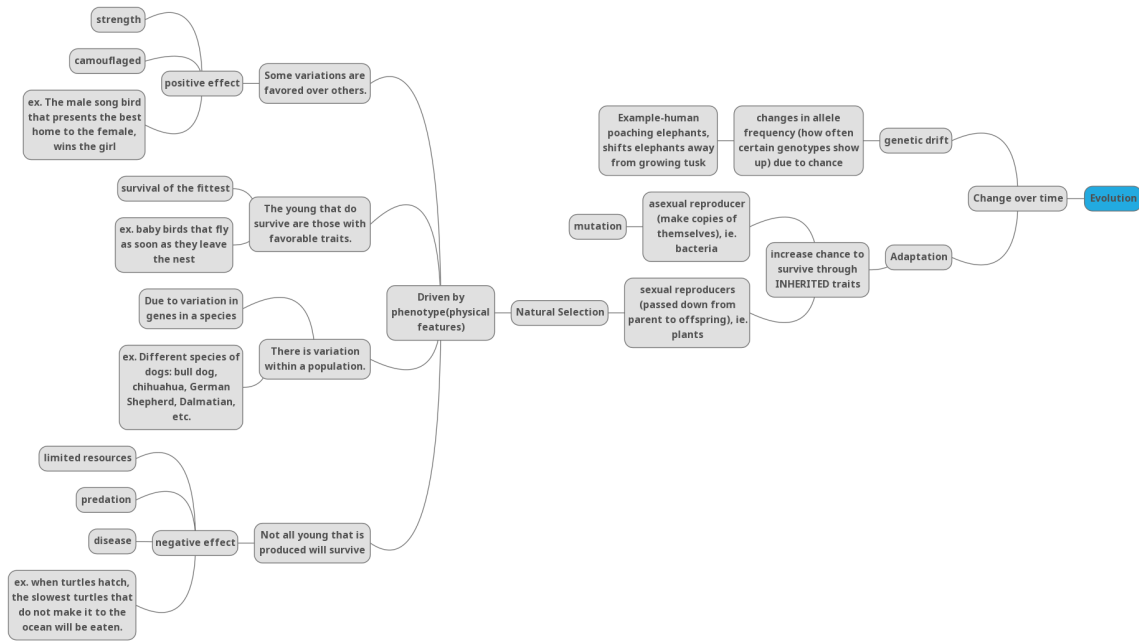 strength
camouflaged
positive effect
Some variations are
favored over others.
ex. The male song bird
that presents the best
home to the female,
wins the girl
survival of the fittest
The young that do
survive are those with
favorable traits.
ex. baby birds that fly
as soon as they leave
the nest
Due to variation in
genes in a species
There is variation
within a population.
ex. Different species of
dogs: bull dog,
chihuahua, German
Shepherd, Dalmatian,
etc.
limited resources
predation
disease
negative effect
Not all young that is
produced will survive
ex. when turtles hatch,
the slowest turtles that
do not make it to the
ocean will be eaten.
Driven by
phenotype(physical
features)
Natural Selection
Example-human
poaching elephants,
shifts elephants away
from growing tusk
changes in allele
frequency (how often
certain genotypes show
up) due to chance
genetic drift
mutation
asexual reproducer
(make copies of
themselves), ie.
bacteria
sexual reproducers
(passed down from
parent to offspring), ie.
plants
increase chance to
survive through
INHERITED traits
Adaptation
Change over time
Evolution